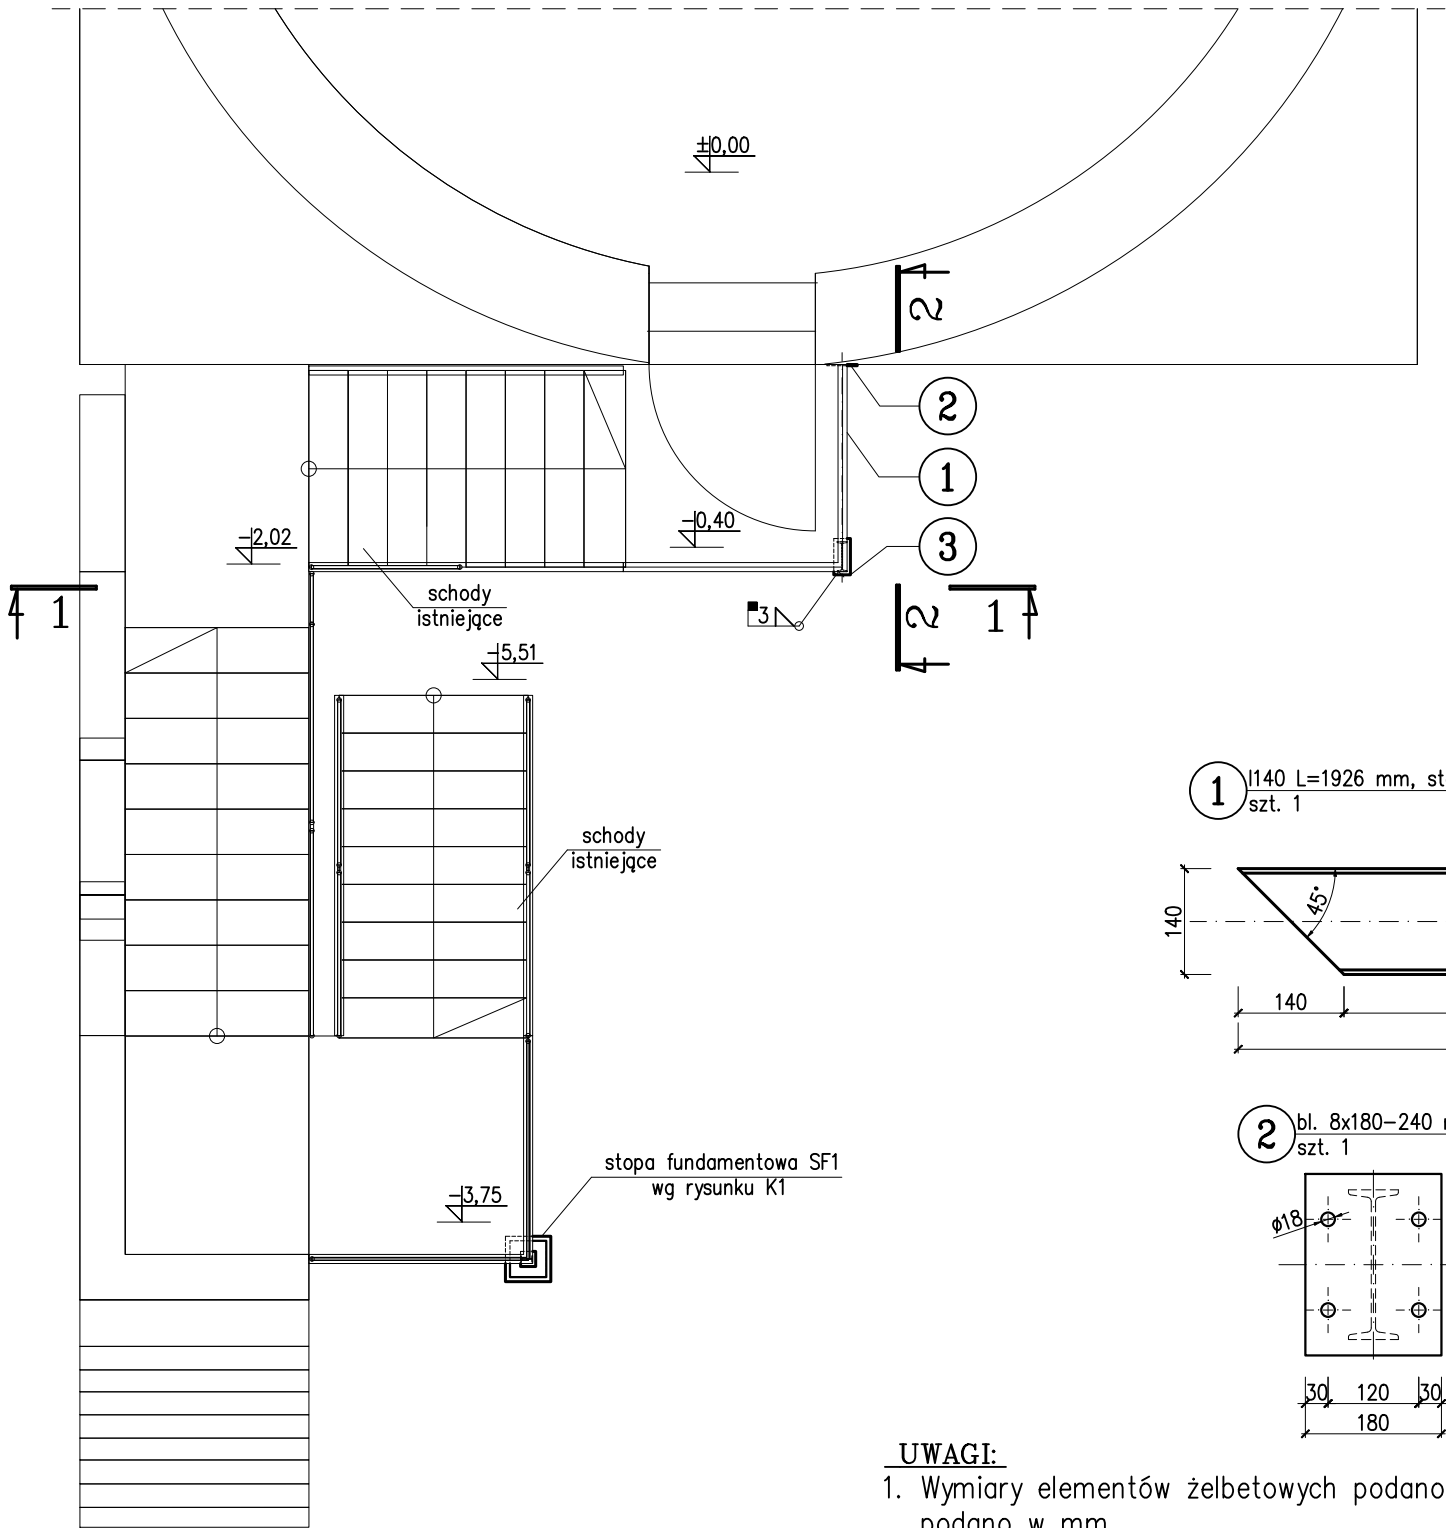 ±0,00
2
2
1
-0,40
3
-2,02
1
schody
istniejące
3
2
1
-5,51
1
I140 L=1926 mm,
szt. 1
schody
istniejące
140
45°
140
2
bl. 8x180-240
szt. 1
stopa fundamentowa SF1
wg rysunku K1
-3,75
ø18
30 120 30
180
UWAGI:
1. Wymiary elementów żelbetowych podano
podano w mm